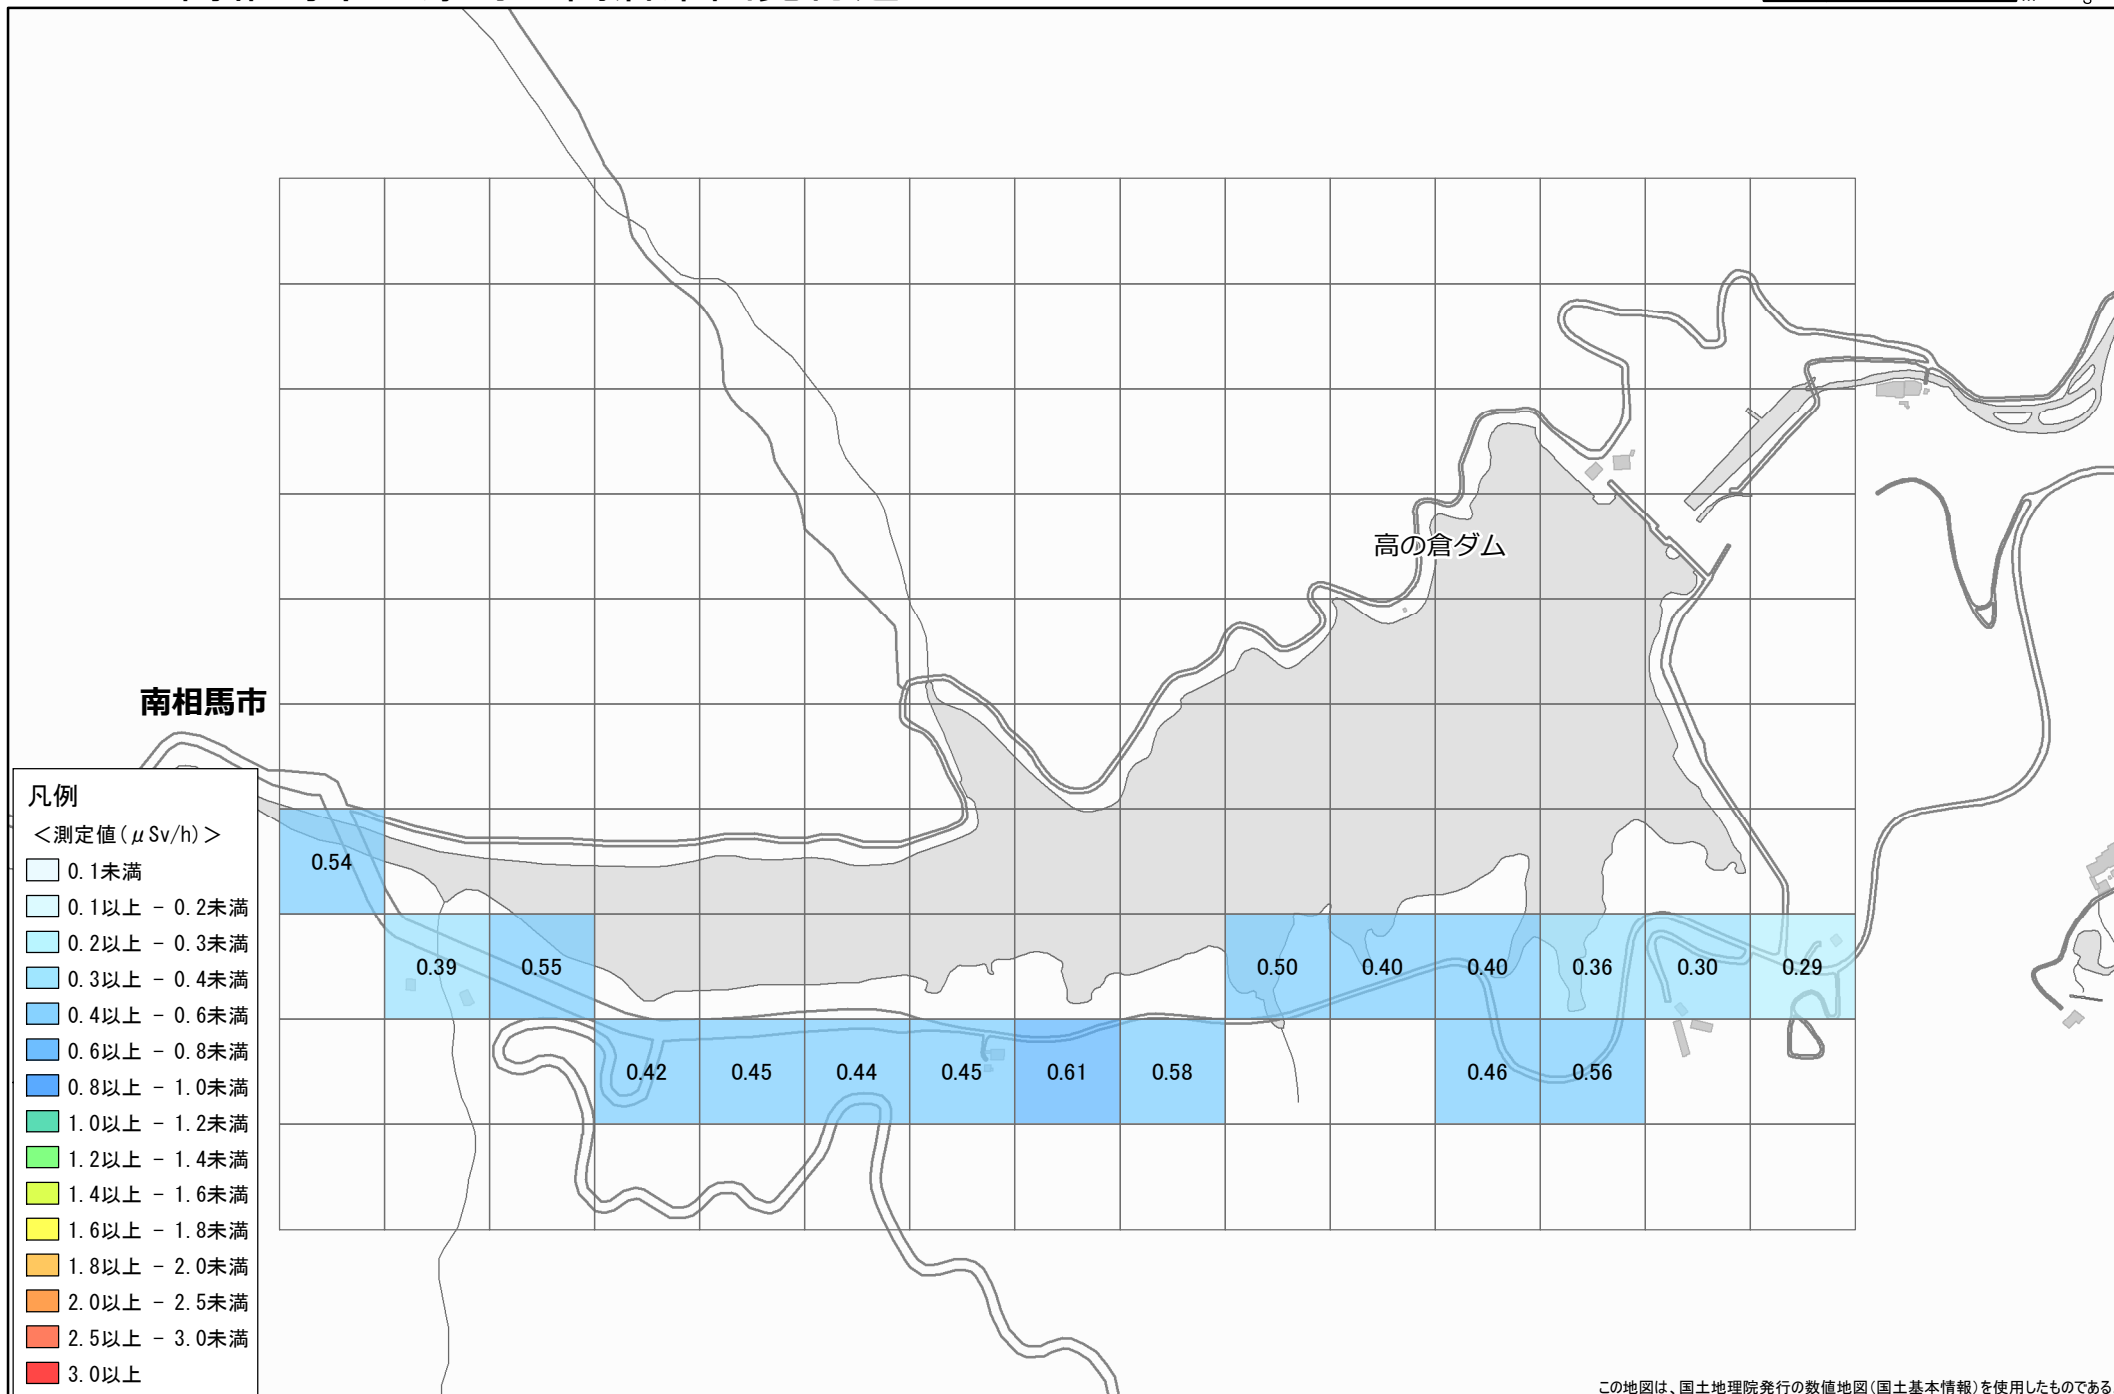 高の倉ダム
南相馬市
凡例
<測定値(μSv/h)>
0.1未満
0.1以上 - 0.2未満
0.2以上 - 0.3未満
0.3以上 - 0.4未満
0.4以上 - 0.6未満
0.6以上 - 0.8未満
0.8以上 - 1.0未満
1.0以上 - 1.2未満
1.2以上 - 1.4未満
1.4以上 - 1.6未満
1.6以上 - 1.8未満
1.8以上 - 2.0未満
2.0以上 - 2.5未満
2.5以上 - 3.0未満
3.0以上
0.54
0.39 0.55 0.50 0.40 0.40 0.36 0.30 0.29
0.42 0.45 0.44 0.45 0.61 0.58 0.46 0.56
この地図は、国土地理院発行の数値地図(国土基本情報)を使用したものである